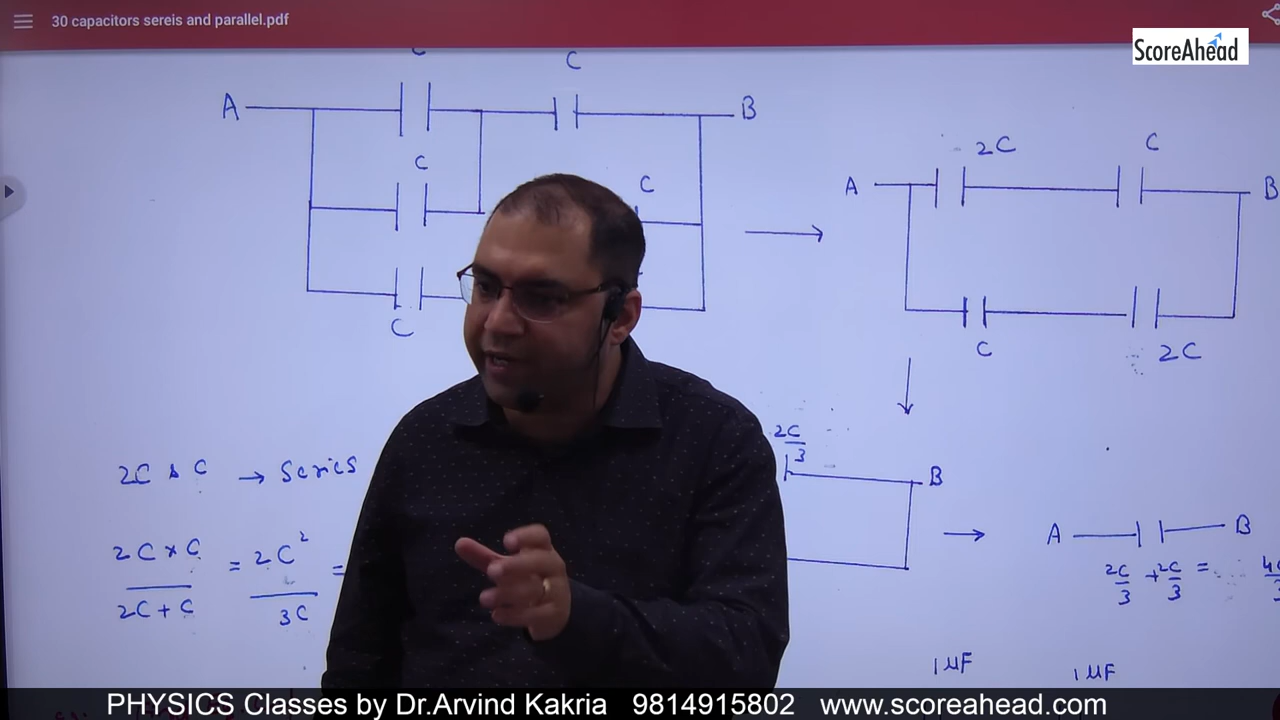 30 capacitors sereis and parallel.pdf
ScoreAhead
C
A
B
C
C
C
2C
C
A
B
C
2C
2C & C → Series
2C × C
2C + C
= 2C²
3C
=
2C
3
B
→
A
B
2C
3
+
2C
3
=
1 μF
1 μF
PHYSICS Classes by Dr.Arvind Kakria 9814915802 www.scoreahead.com